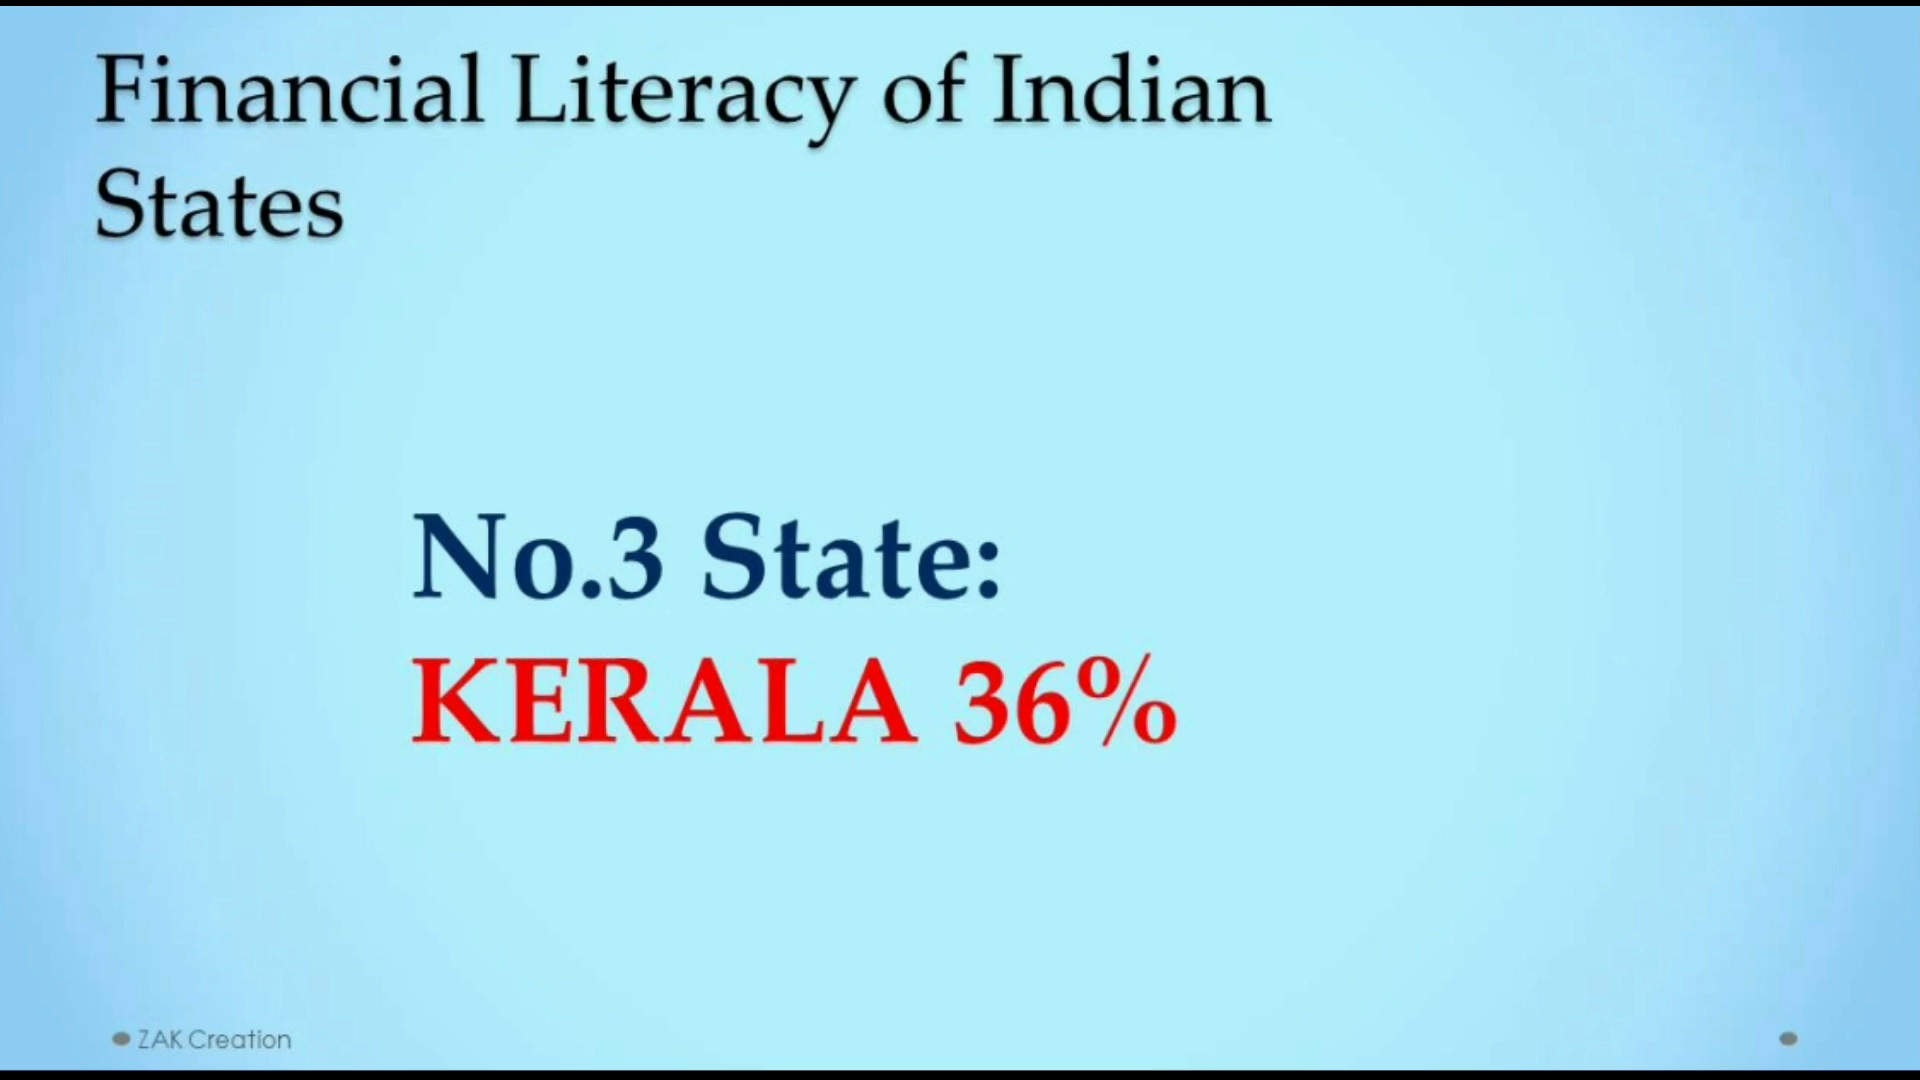 Financial Literacy of Indian
States
No.3 State:
KERALA 36%
ZAK Creation